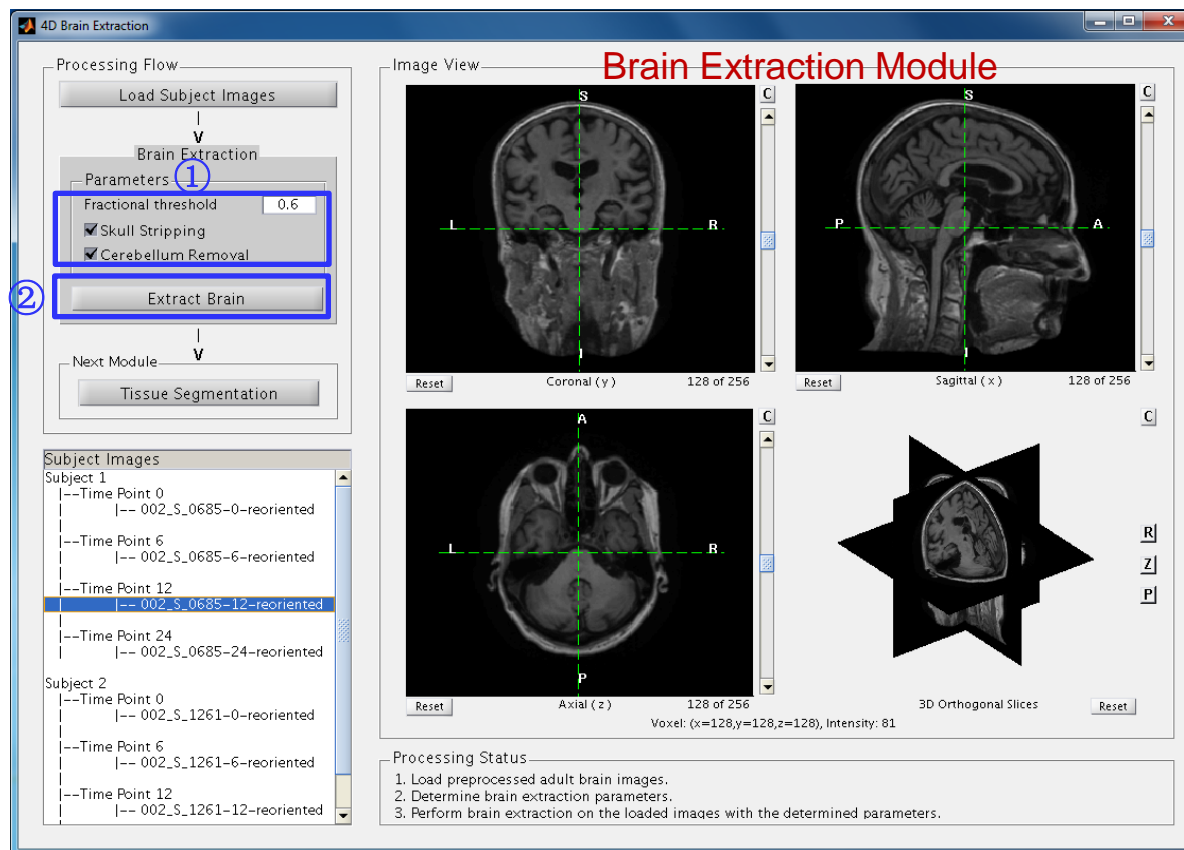 4D Brain Extraction
Processing Flow
Load Subject Images
|
V
Brain Extraction
Parameters
①
Fractional threshold 0.6
Skull Stripping
Cerebellum Removal
②
Extract Brain
|
V
Next Module
Tissue Segmentation
Subject Images
Subject 1
|--Time Point 0
| |-- 002_S_0685-0-reoriented
|
|--Time Point 6
| |-- 002_S_0685-6-reoriented
|
|--Time Point 12
| |-- 002_S_0685-12-reoriented
|
|--Time Point 24
| |-- 002_S_0685-24-reoriented
Subject 2
|--Time Point 0
| |-- 002_S_1261-0-reoriented
|
|--Time Point 6
| |-- 002_S_1261-6-reoriented
|
|--Time Point 12
| |-- 002_S_1261-12-reoriented
Image View
Brain Extraction Module
S
C
L R
I
Reset Coronal ( y ) 128 of 256
S
C
P A
I
Reset Sagittal ( x ) 128 of 256
A
C
L R
P
Reset Axial ( z ) 128 of 256
C
R
Z
P
3D Orthogonal Slices Reset
Voxel: (x=128,y=128,z=128), Intensity: 81
Processing Status
1. Load preprocessed adult brain images.
2. Determine brain extraction parameters.
3. Perform brain extraction on the loaded images with the determined parameters.